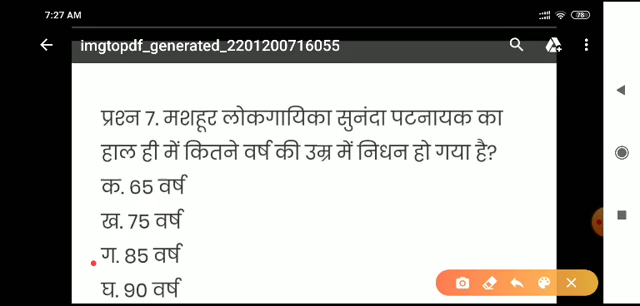 7:27 AM
78
imgtopdf_generated_2201200716055
प्रश्न 7. मशहूर लोकगायिका सुनंदा पटनायक का
हाल ही में कितने वर्ष की उम्र में निधन हो गया है?
क. 65 वर्ष
ख. 75 वर्ष
ग. 85 वर्ष
घ. 90 वर्ष